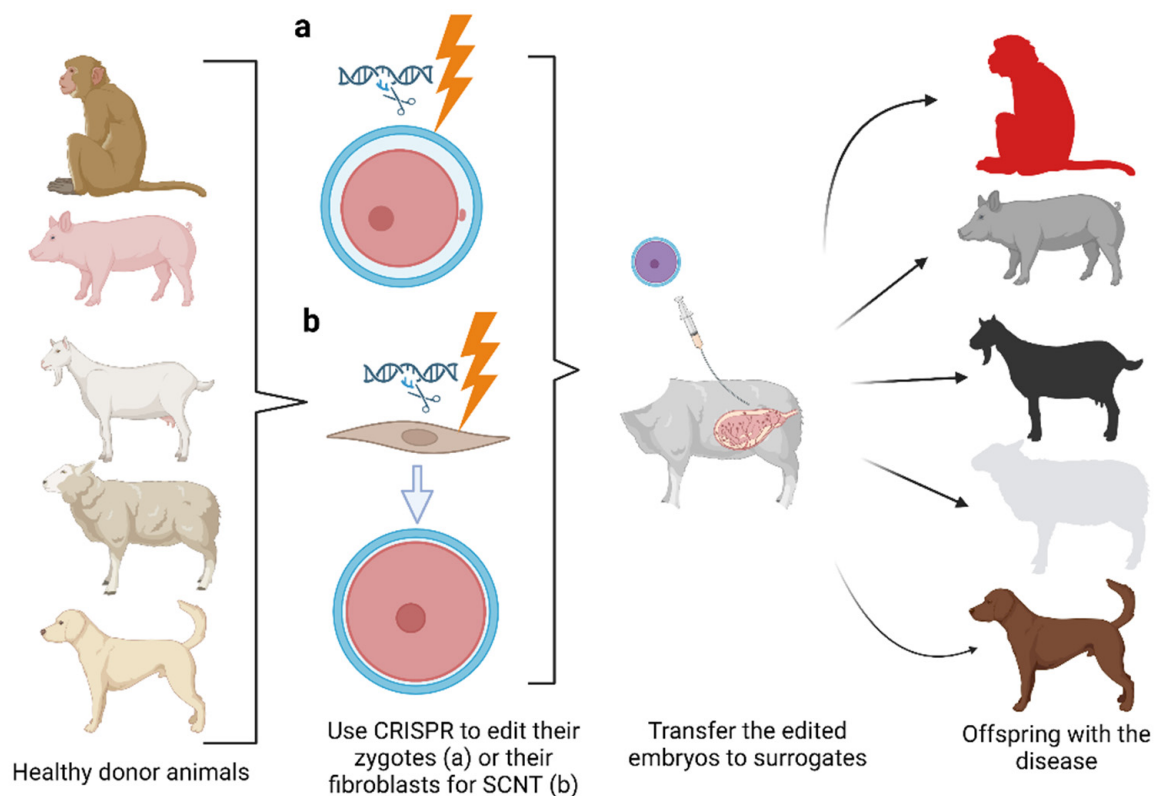 a
b
Healthy donor animals
Use CRISPR to edit their
zygotes (a) or their
fibroblasts for SCNT (b)
Transfer the edited
embryos to surrogates
Offspring with the
disease